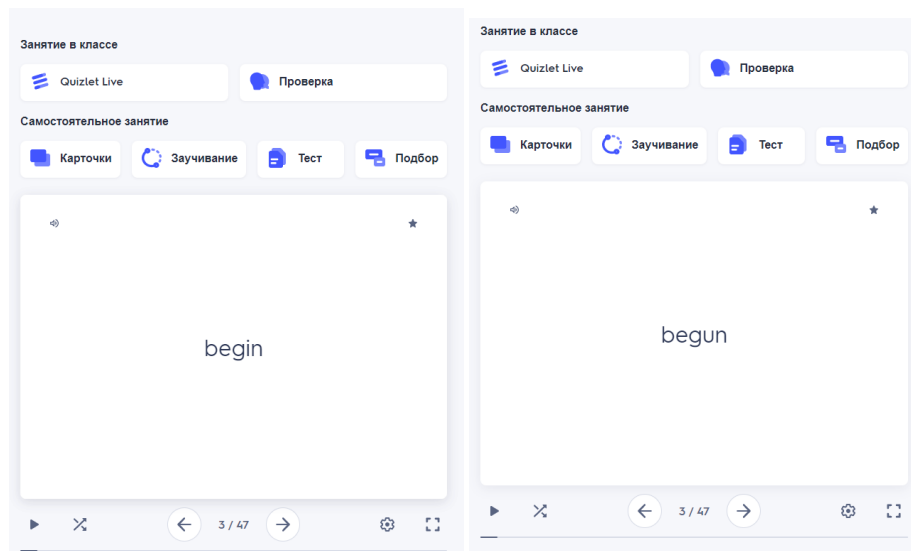 Занятие в классе
Quizlet Live
Проверка
Самостоятельное занятие
Карточки
Заучивание
Тест
Подбор
begin
3 / 47
Занятие в классе
Quizlet Live
Проверка
Самостоятельное занятие
Карточки
Заучивание
Тест
Подбор
begun
3 / 47